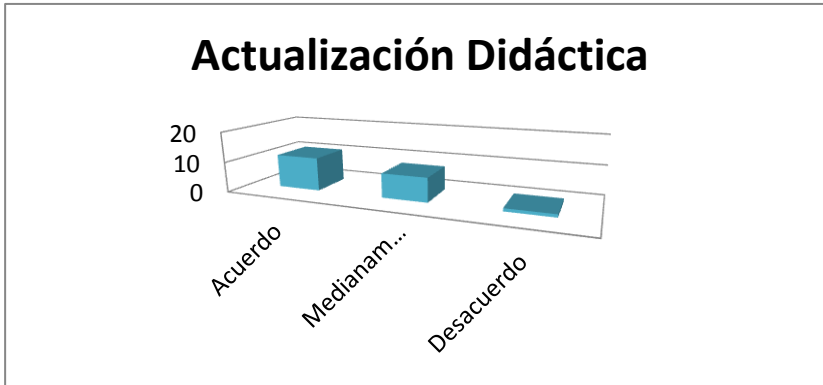 Actualización Didáctica
20
10
0
Acuerdo
Medianam...
Desacuerdo